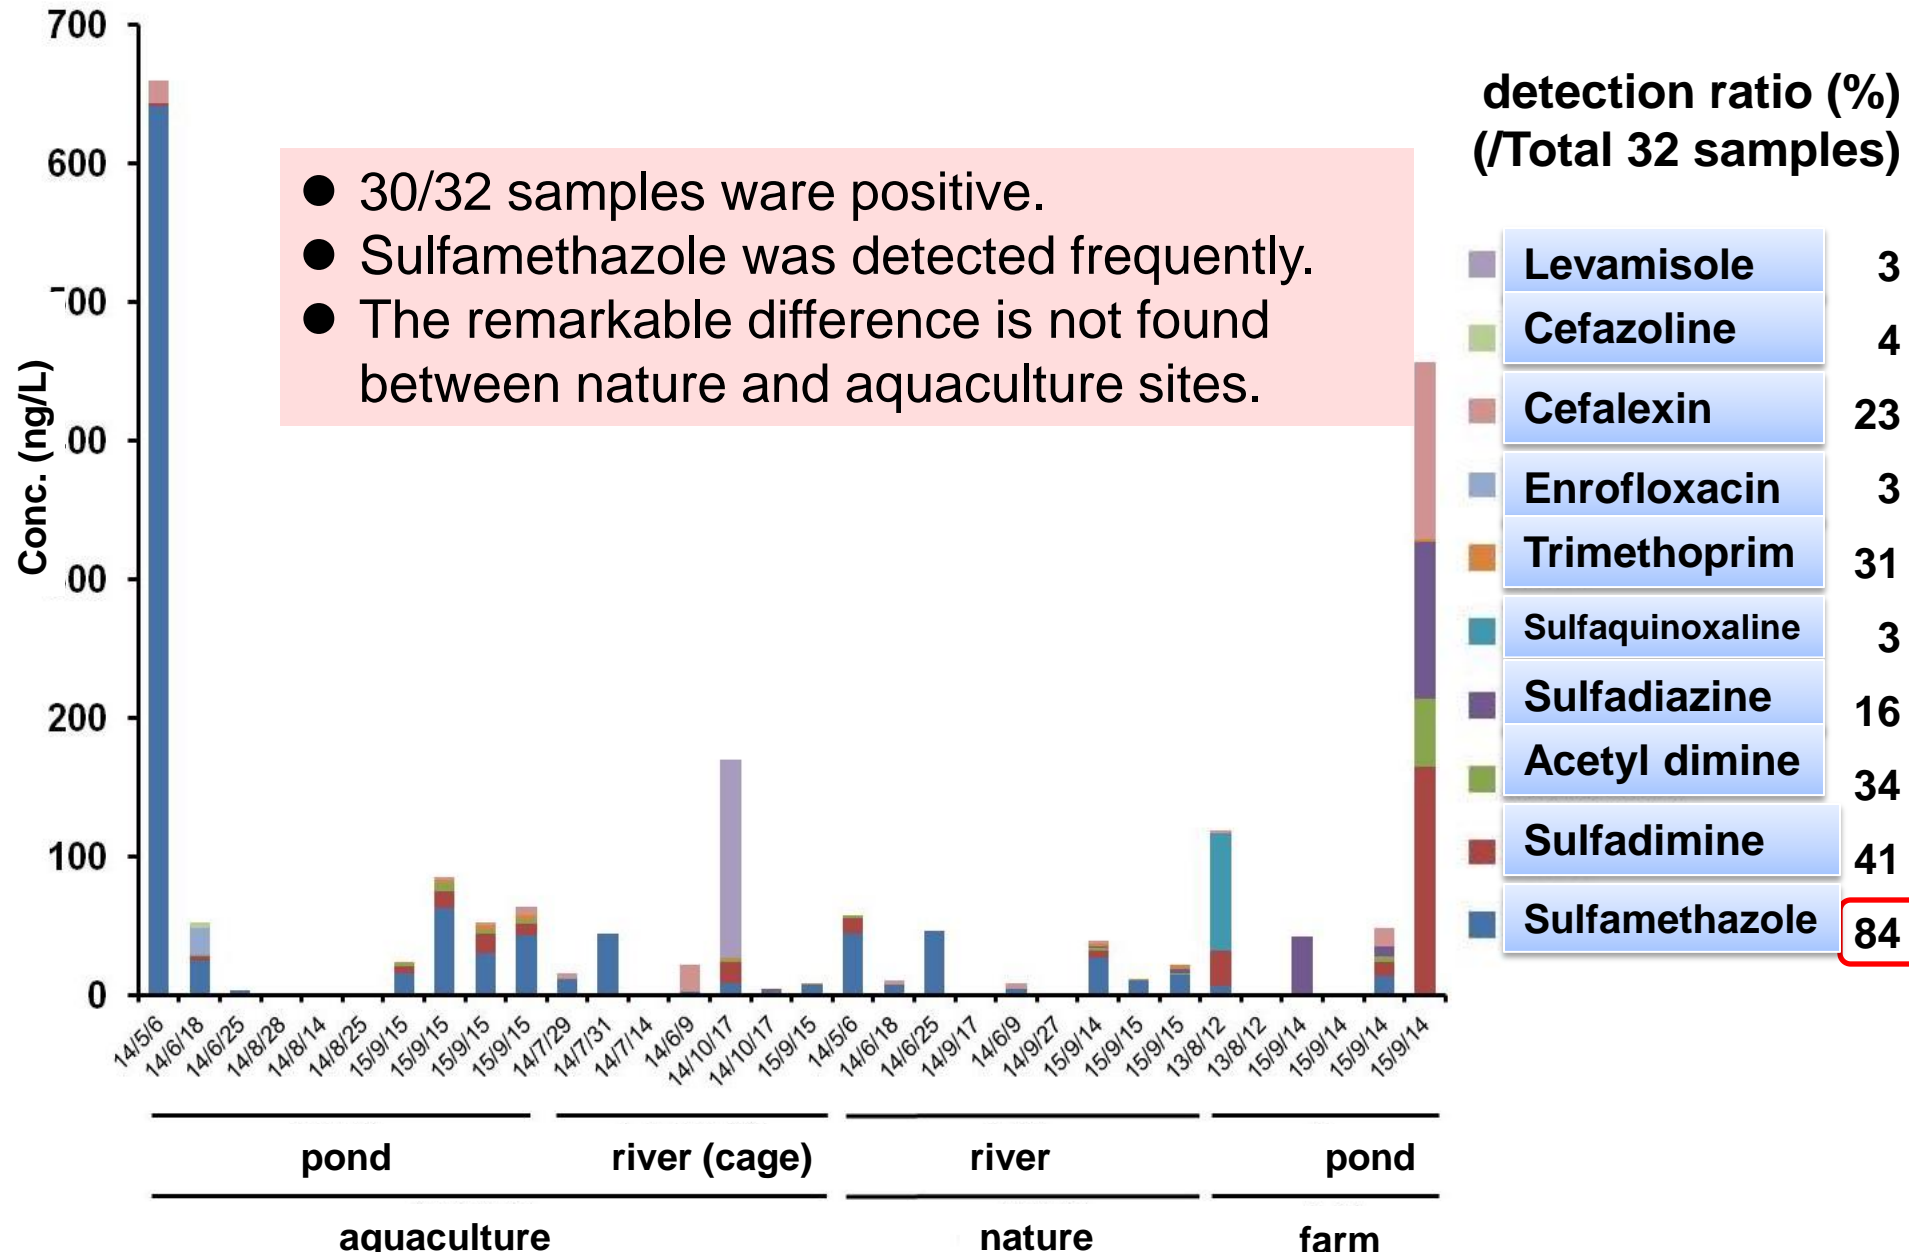 700
600
00
00
00
200
100
0
Conc. (ng/L)
● 30/32 samples ware positive.
● Sulfamethazole was detected frequently.
● The remarkable difference is not found
between nature and aquaculture sites.
detection ratio (%)
(/Total 32 samples)
Levamisole 3
Cefazoline 4
Cefalexin 23
Enrofloxacin 3
Trimethoprim 31
Sulfaquinoxaline 3
Sulfadiazine 16
Acetyl dimine 34
Sulfadimine 41
Sulfamethazole 84
14/5/6 14/6/18 14/6/25 14/8/28 14/8/14 14/8/25 15/9/15 15/9/15 15/9/15 15/9/15 14/7/29 14/7/31 14/7/14 14/6/9 14/10/17 14/10/17 15/9/15 14/5/6 14/6/18 14/6/25 14/9/17 14/6/9 14/9/27 15/9/14 15/9/15 15/9/15 13/8/12 13/8/12 15/9/14 15/9/14 15/9/14 15/9/14
pond river (cage) river pond
aquaculture nature farm